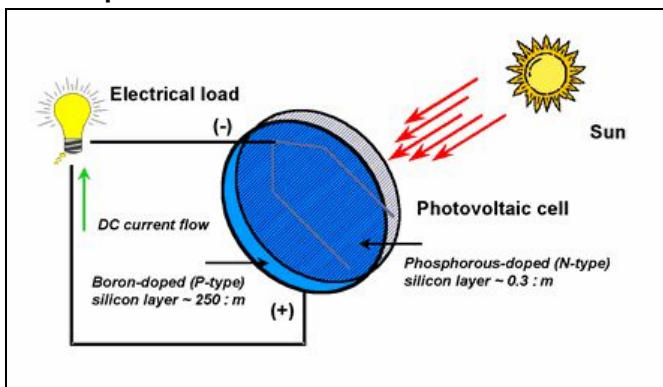 Electrical load
(-)
Sun
DC current flow
Photovoltaic cell
Boron-doped (P-type)
silicon layer ~ 250 : m
(+)
Phosphorous-doped (N-type)
silicon layer ~ 0.3 : m